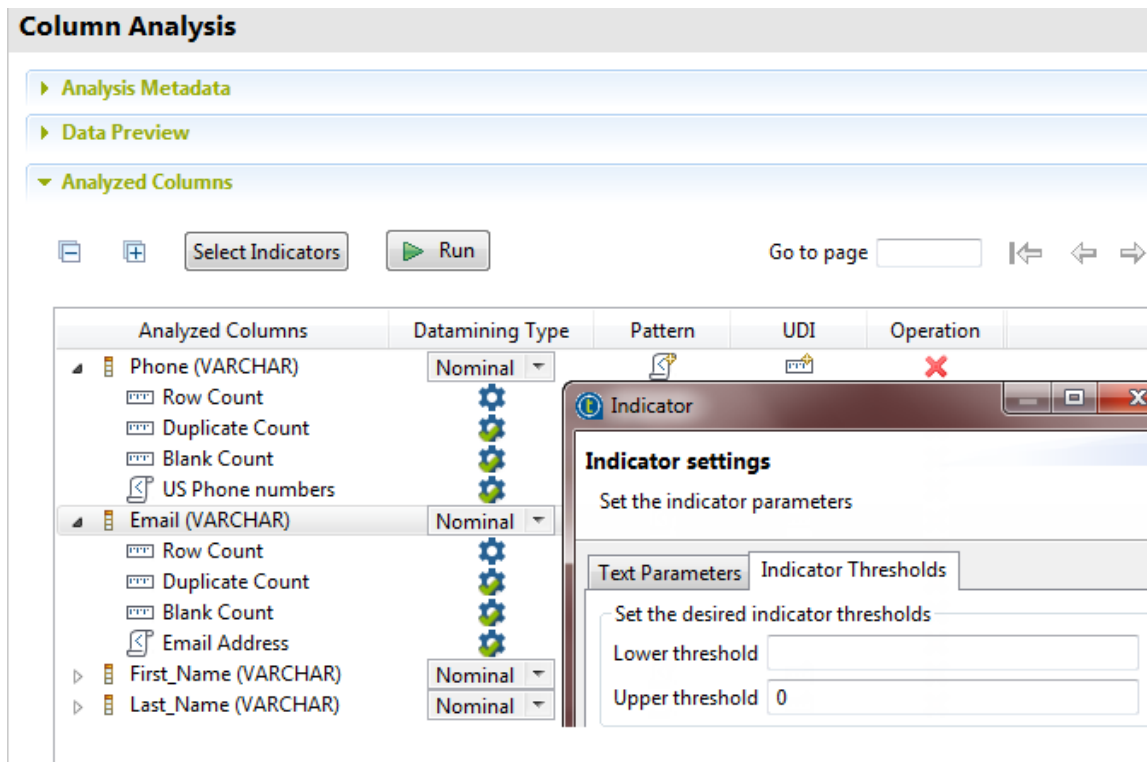 Column Analysis
Analysis Metadata
Data Preview
Analyzed Columns
Select Indicators Run Go to page
Analyzed Columns Datamining Type Pattern UDI Operation
Phone (VARCHAR) Nominal
Row Count
Duplicate Count
Blank Count
US Phone numbers
Email (VARCHAR) Nominal
Row Count
Duplicate Count
Blank Count
Email Address
First_Name (VARCHAR) Nominal
Last_Name (VARCHAR) Nominal
Indicator
Indicator settings
Set the indicator parameters
Text Parameters Indicator Thresholds
Set the desired indicator thresholds
Lower threshold
Upper threshold 0